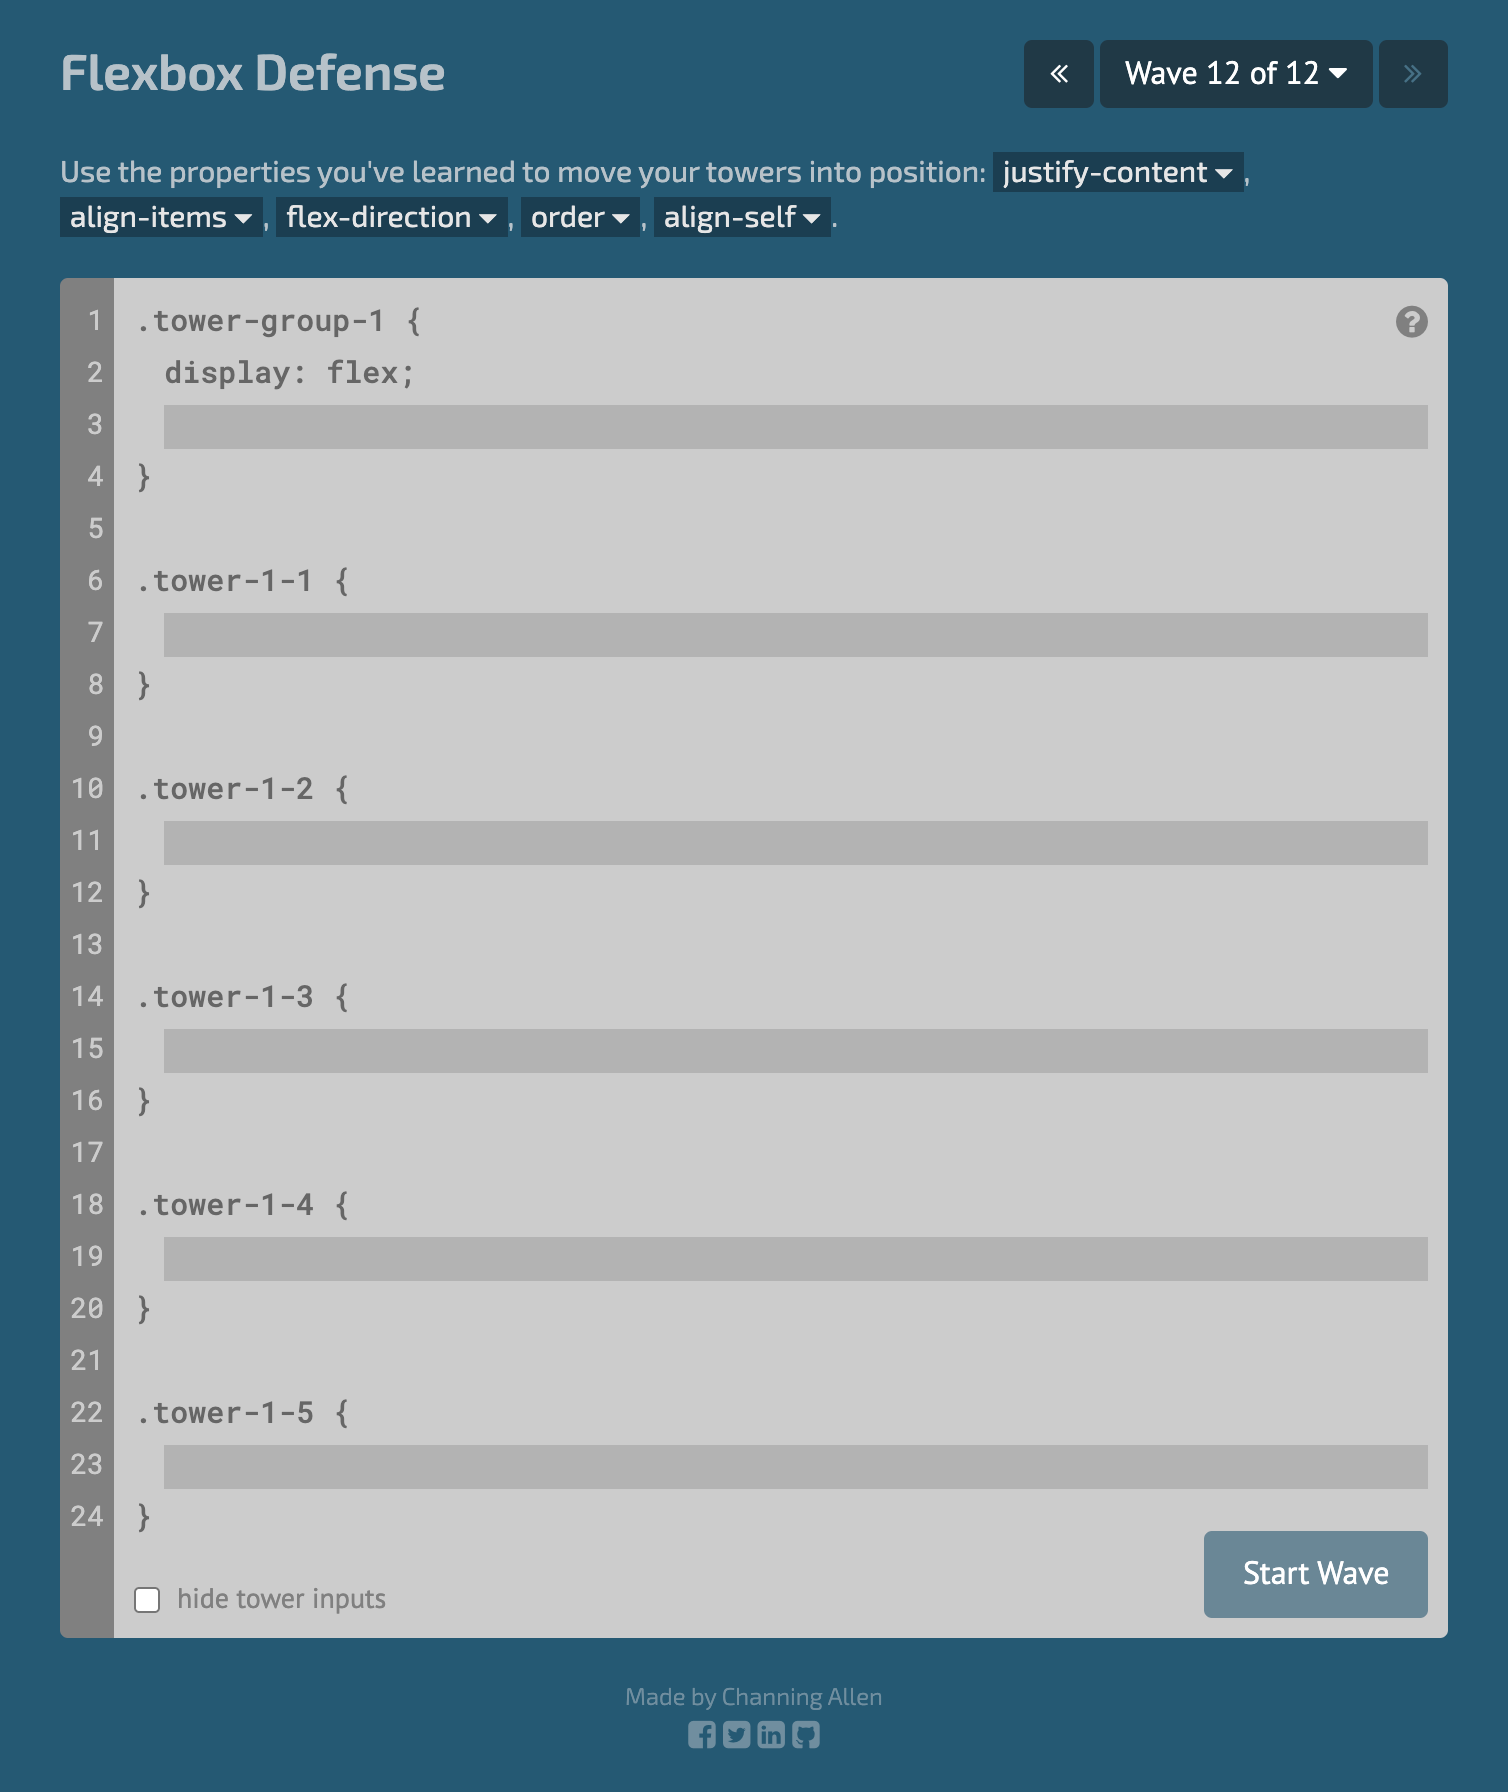 Flexbox Defense
Wave 12 of 12
Use the properties you've learned to move your towers into position: justify-content ,
align-items , flex-direction , order , align-self .
1 .tower-group-1 {
2 display: flex;
3
4 }
5
6 .tower-1-1 {
7
8 }
9
10 .tower-1-2 {
11
12 }
13
14 .tower-1-3 {
15
16 }
17
18 .tower-1-4 {
19
20 }
21
22 .tower-1-5 {
23
24 }
hide tower inputs
Start Wave
Made by Channing Allen